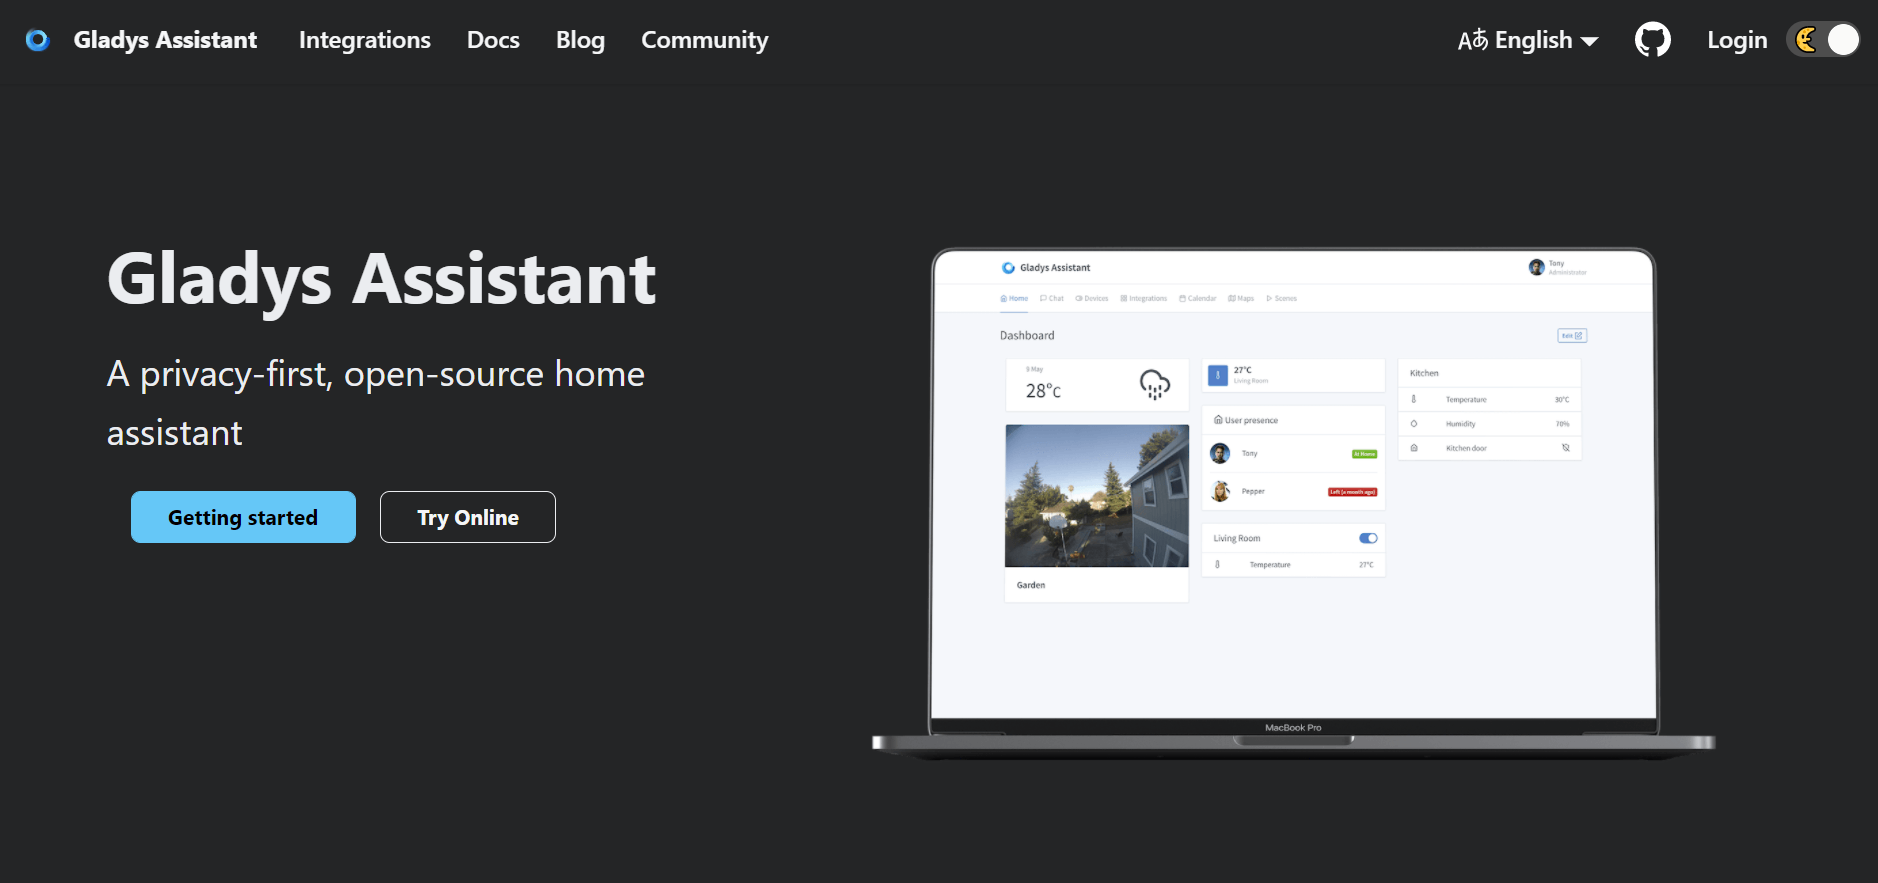 Gladys Assistant Integrations Docs Blog Community English Login
Gladys Assistant
A privacy-first, open-source home
assistant
Getting started Try Online
Gladys Assistant
Tony
Administrator
Home Chat Devices Integrations Calendar Maps Scenes
Dashboard
Edit
9 May
28°C
Garden
27°C
Living Room
User presence
Tony At Home
Pepper Left (a month ago)
Living Room
Temperature 27°C
Kitchen
Temperature 30°C
Humidity 70%
Kitchen door
MacBook Pro